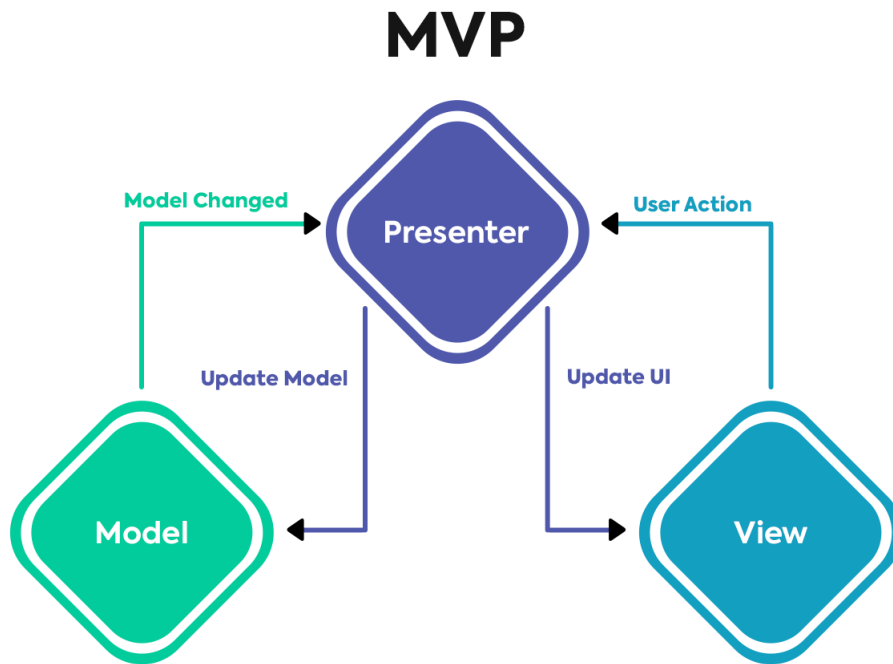 MVP
Model Changed
User Action
Presenter
Update Model
Update UI
Model
View